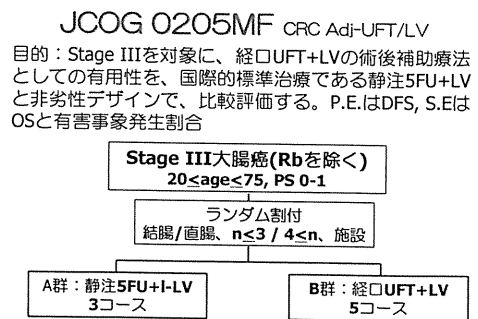 JCOG 0205MF CRC Adj-UFT/LV
目的：Stage IIIを対象に、経口UFT+LVの術後補助療法
としての有用性を、国際的標準治療である静注5FU+LV
と非劣性デザインで、比較評価する。P.E.はDFS, S.Eは
OSと有害事象発生割合
Stage III大腸癌(Rbを除く)
20≤age≤75, PS 0-1
ランダム割付
結腸/直腸、n≤3 / 4≤n、施設
A群：静注5FU+l-LV
3コース
B群：経口UFT+LV
5コース